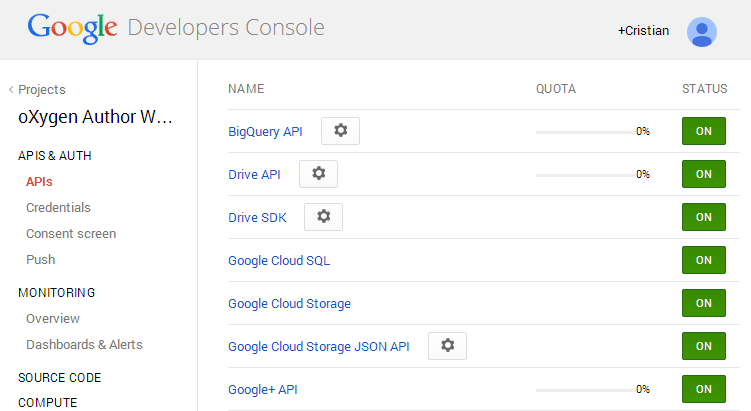 Google Developers Console
+Cristian
Projects
oXygen Author W...
APIS & AUTH
APIs
Credentials
Consent screen
Push
MONITORING
Overview
Dashboards & Alerts
SOURCE CODE
COMPUTE
NAME QUOTA STATUS
BigQuery API 0% ON
Drive API 0% ON
Drive SDK ON
Google Cloud SQL ON
Google Cloud Storage ON
Google Cloud Storage JSON API ON
Google+ API 0% ON